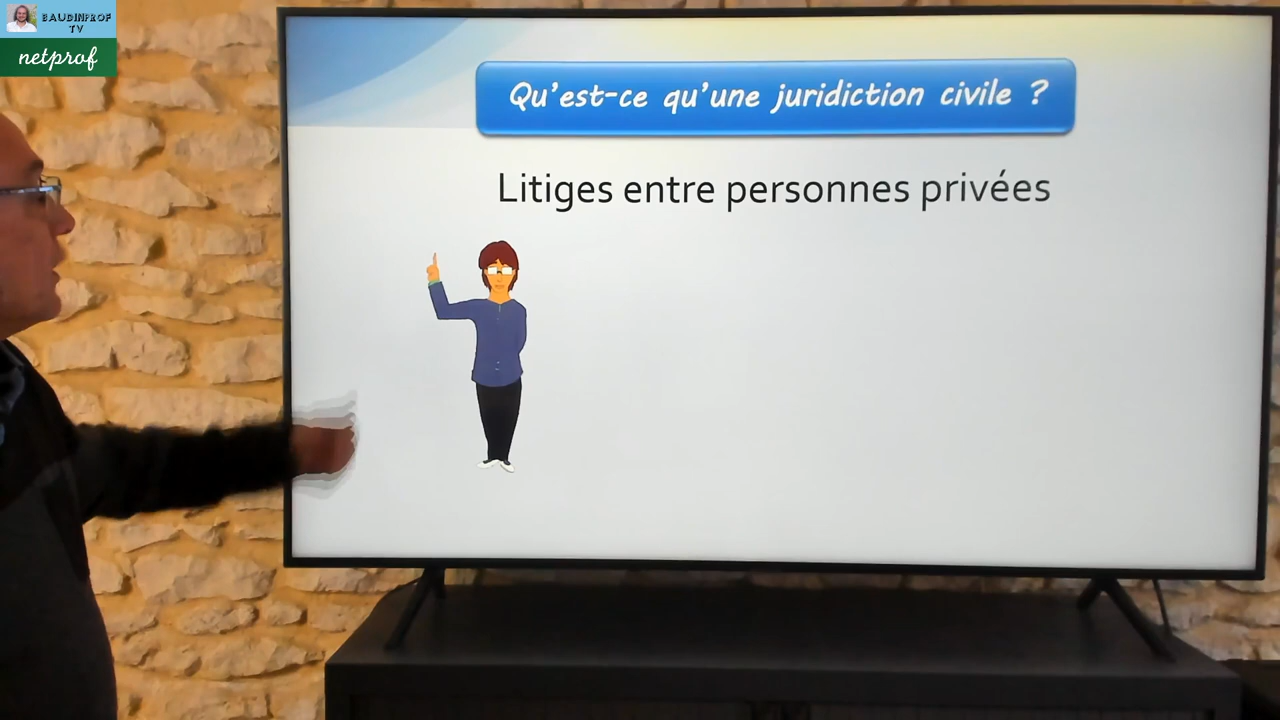 BAUDINPROF
TV
netprof
Qu'est-ce qu'une juridiction civile ?
Litiges entre personnes privées